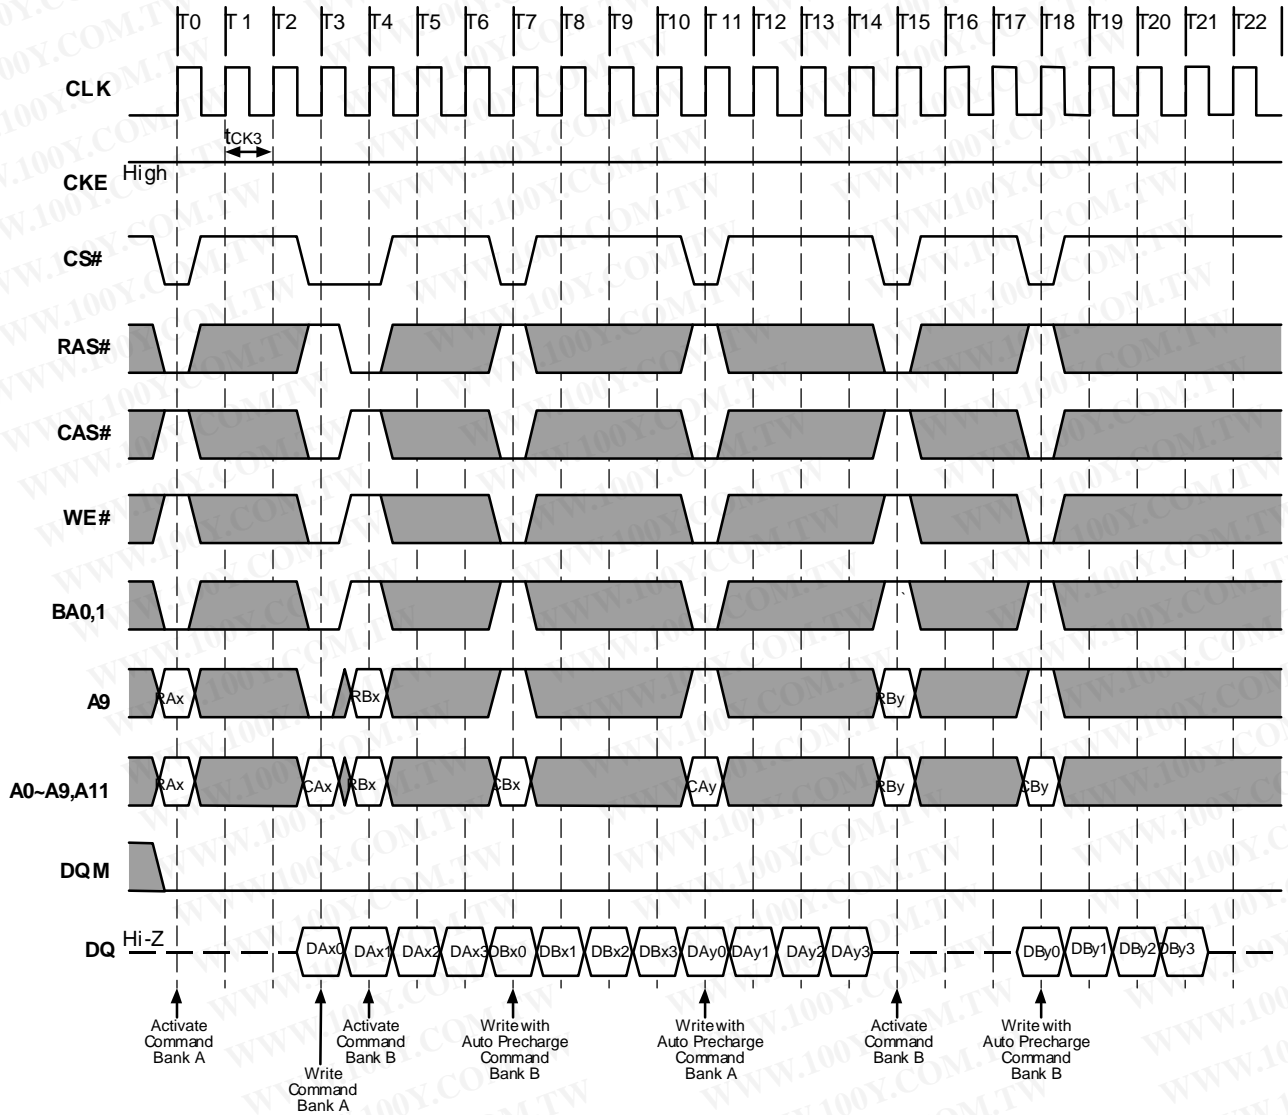 T0 T1 T2 T3 T4 T5 T6 T7 T8 T9 T10 T11 T12 T13 T14 T15 T16 T17 T18 T19 T20 T21 T22
CLK
tCK3
CKE High
CS#
RAS#
CAS#
WE#
BA0,1
A9 RAx RBx RBy
A0~A9,A11 RAx CAx RBx CBx CAy RBy CBy
DQM
DQ Hi-Z DAx0 DAx1 DAx2 DAx3 DBx0 DBx1 DBx2 DBx3 DAy0 DAy1 DAy2 DAy3 DBy0 DBy1 DBy2 DBy3
Activate
Command
Bank A
Write
Command
Bank A
Activate
Command
Bank B
Write with
Auto Precharge
Command
Bank B
Write with
Auto Precharge
Command
Bank A
Activate
Command
Bank B
Write with
Auto Precharge
Command
Bank B
WWW.100Y.COM.TW